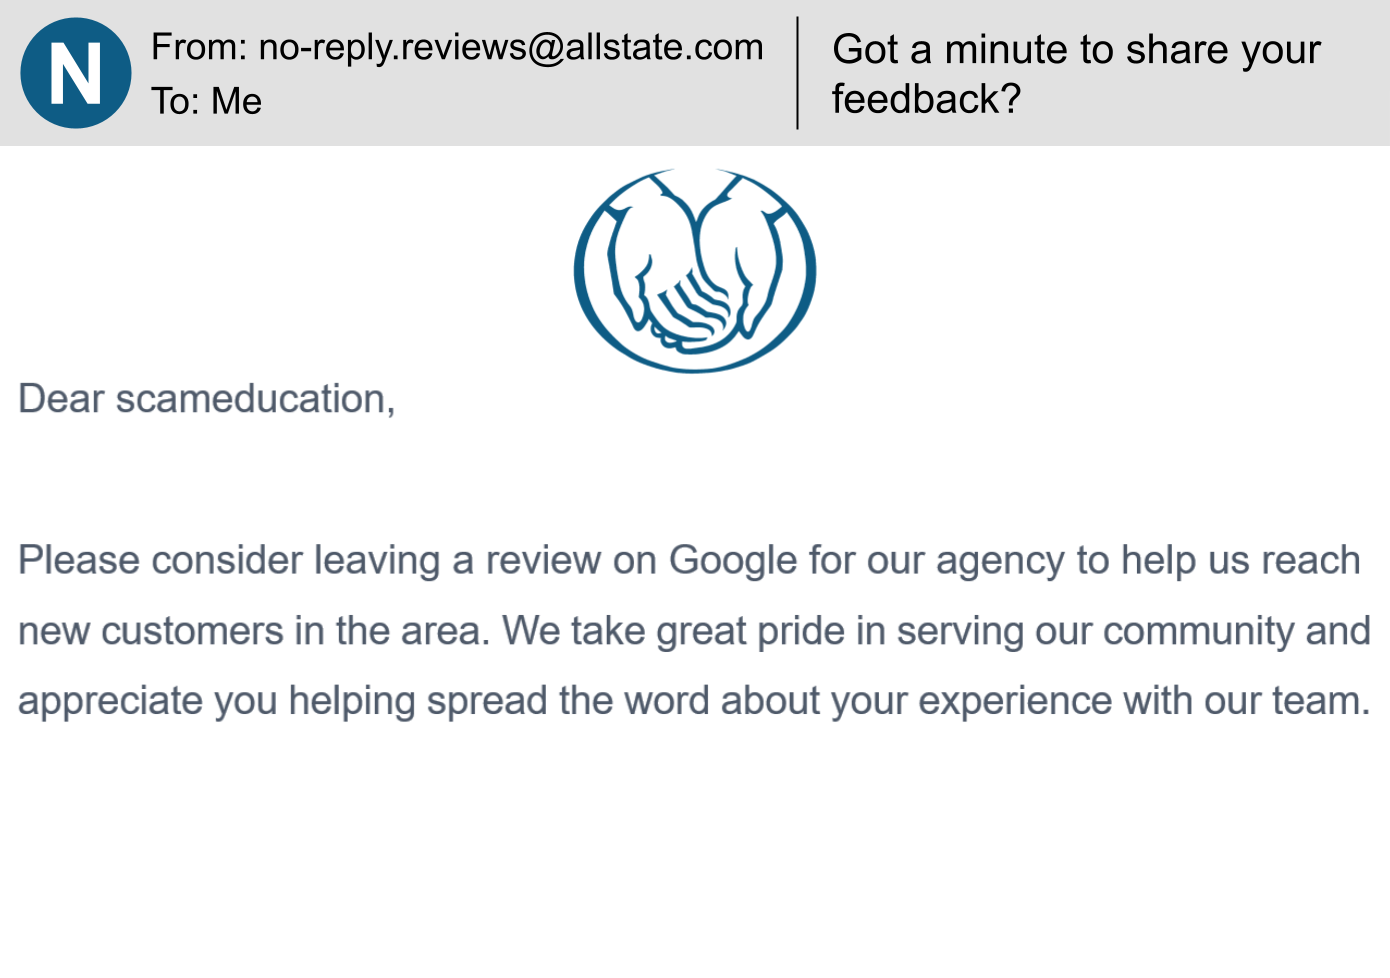 N
From: no-reply.reviews@allstate.com
To: Me
Got a minute to share your
feedback?
Dear scameducation,
Please consider leaving a review on Google for our agency to help us reach
new customers in the area. We take great pride in serving our community and
appreciate you helping spread the word about your experience with our team.